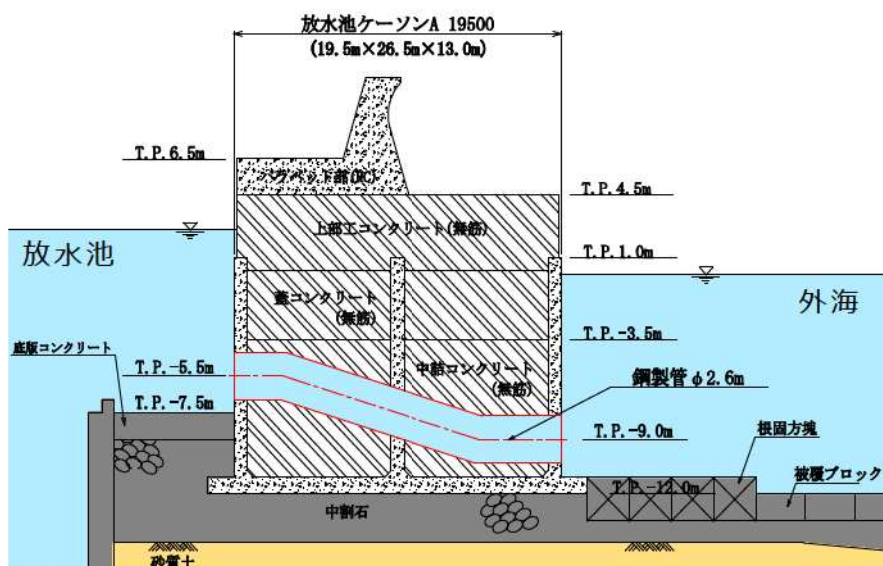 放水池ケーソンA 19500
(19.5m×26.5m×13.0m)
T.P.6.5m
パラペット部(RC)
T.P.4.5m
上部工コンクリート(無筋)
T.P.1.0m
放水池
外海
蓋コンクリート
(無筋)
T.P.-3.5m
底版コンクリート
T.P.-5.5m
中詰コンクリート
(無筋)
鋼製管φ2.6m
T.P.-7.5m
T.P.-9.0m
根固方塊
被覆ブロック
T.P.-12.0m
中割石
砂質土